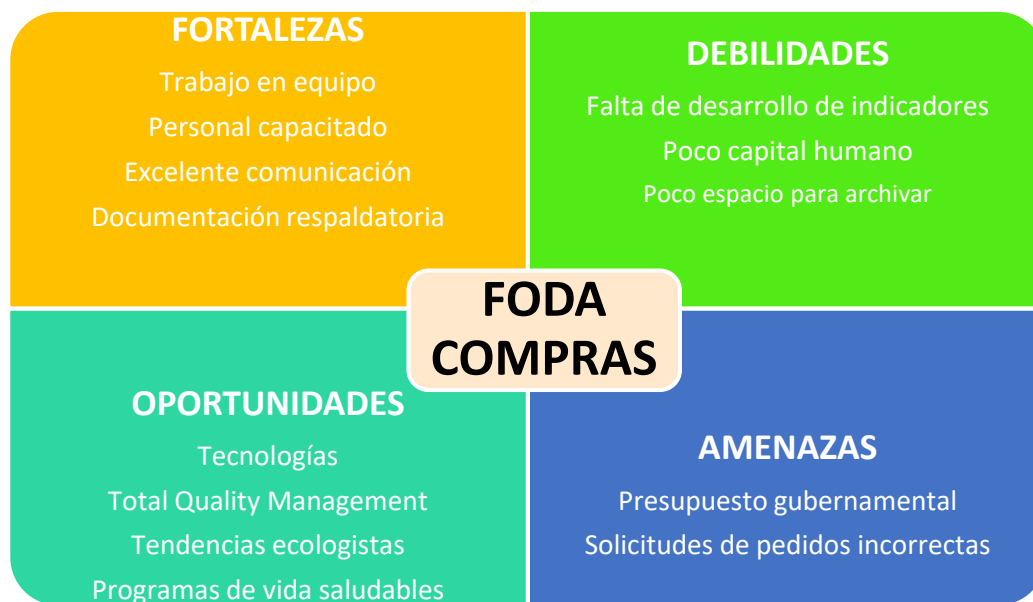 FORTALEZAS
Trabajo en equipo
Personal capacitado
Excelente comunicación
Documentación respaldatoria
DEBILIDADES
Falta de desarrollo de indicadores
Poco capital humano
Poco espacio para archivar
FODA
COMPRAS
OPORTUNIDADES
Tecnologías
Total Quality Management
Tendencias ecologistas
Programas de vida saludables
AMENAZAS
Presupuesto gubernamental
Solicitudes de pedidos incorrectas